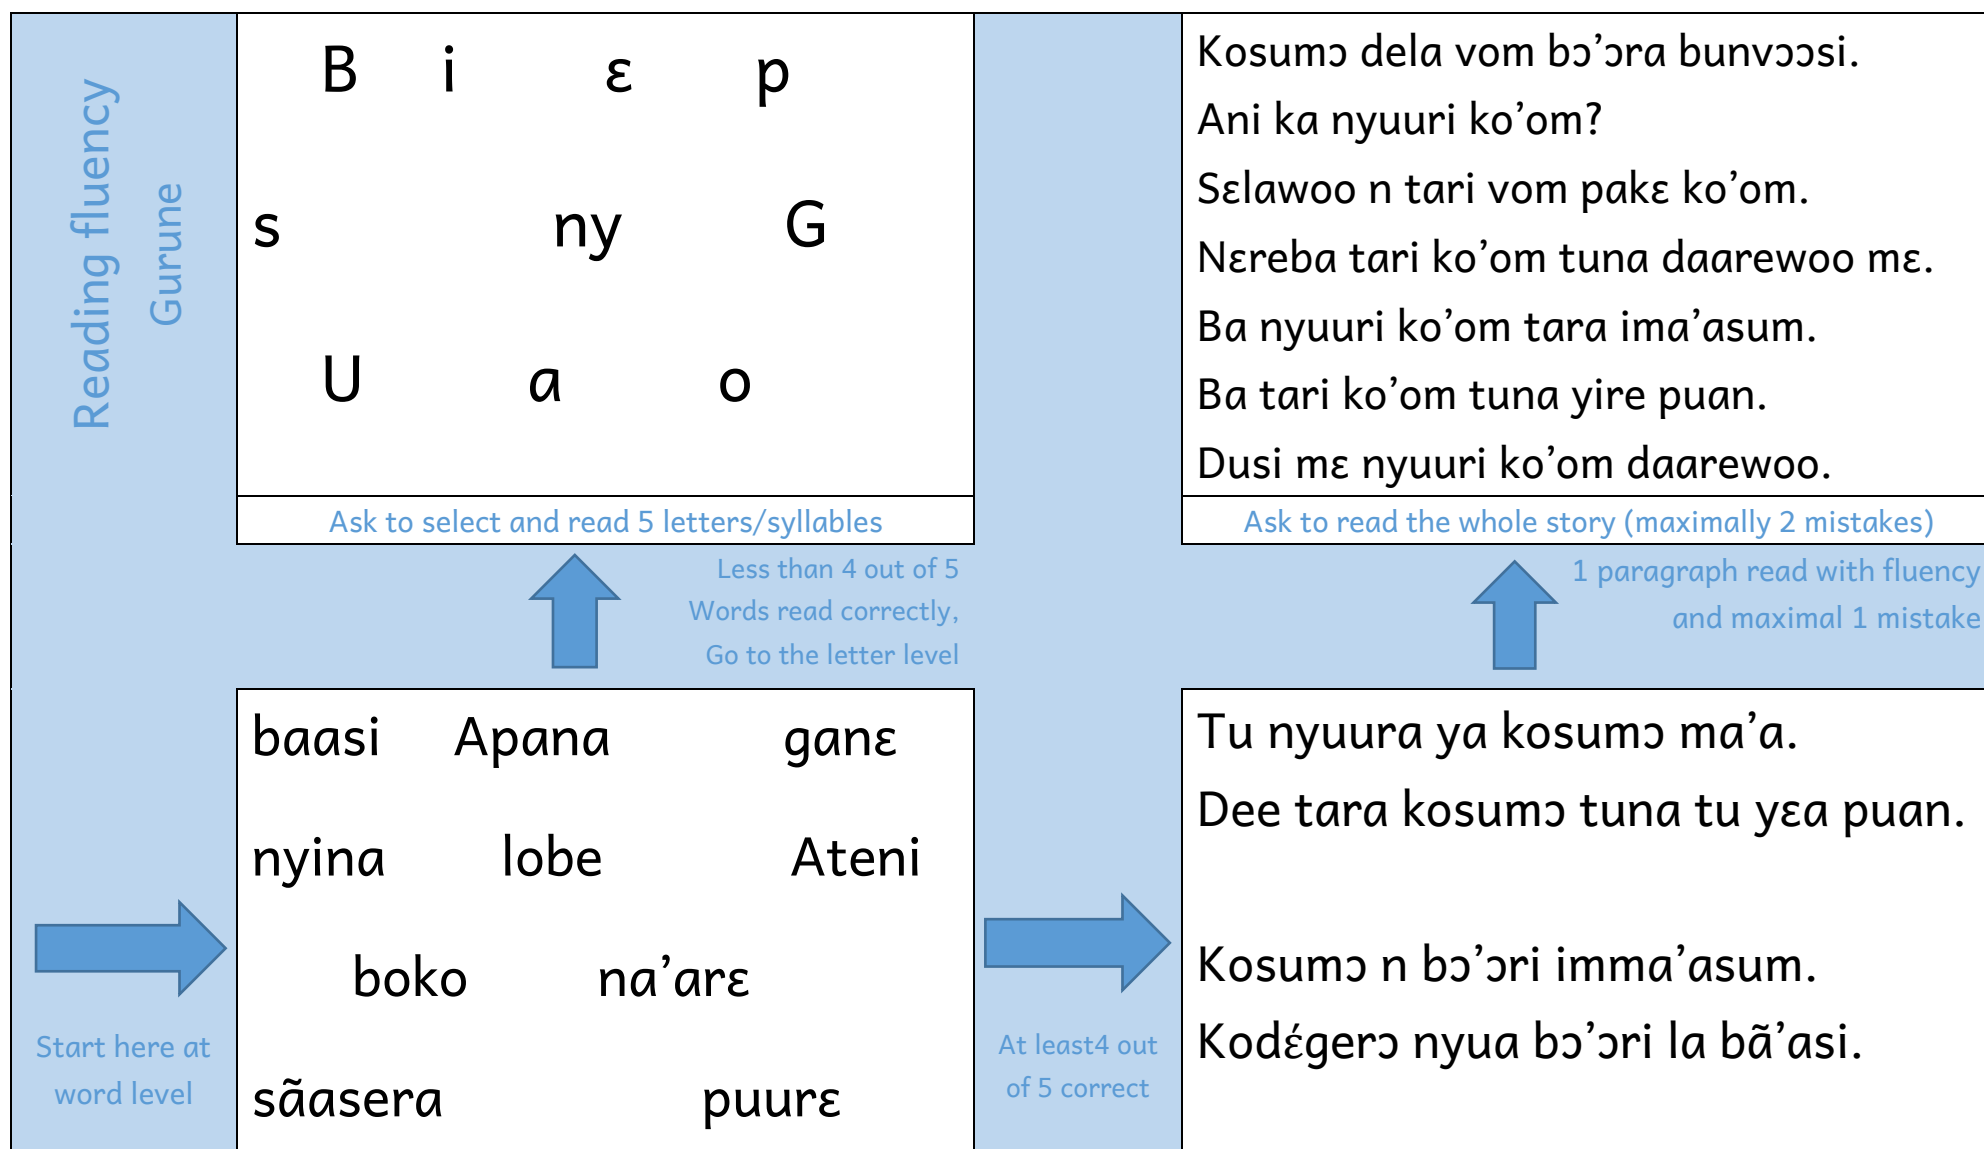 Reading fluency
Gurune
B i ɛ p
s ny G
U a o
Ask to select and read 5 letters/syllables
Less than 4 out of 5
Words read correctly,
Go to the letter level
Start here at
word level
baasi Apana ganɛ
nyina lobe Ateni
boko na’arɛ
sãasera puurɛ
At least4 out
of 5 correct
Tu nyuura ya kosumɔ ma’a.
Dee tara kosumɔ tuna tu yɛa puan.
Kosumɔ n bɔ’ɔri imma’asum.
Kodɛ́gerɔ nyua bɔ’ɔri la bã’asi.
1 paragraph read with fluency
and maximal 1 mistake
Kosumɔ dela vom bɔ’ɔra bunvɔɔsi.
Ani ka nyuuri ko’om?
Sɛlawoo n tari vom pakɛ ko’om.
Nɛreba tari ko’om tuna daarewoo mɛ.
Ba nyuuri ko’om tara ima’asum.
Ba tari ko’om tuna yire puan.
Dusi mɛ nyuuri ko’om daarewoo.
Ask to read the whole story (maximally 2 mistakes)